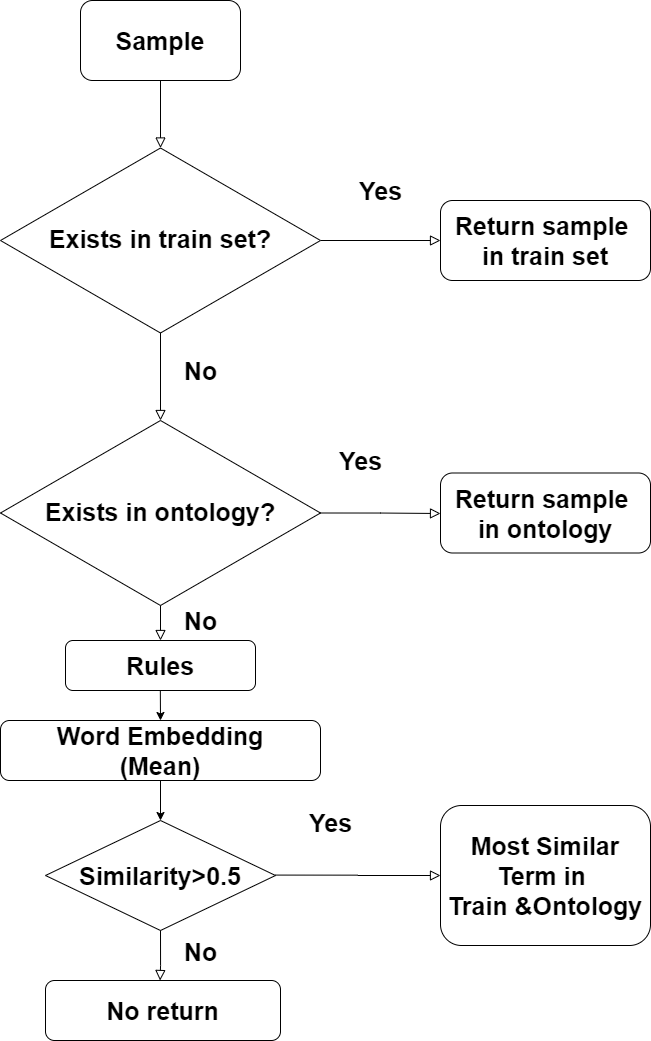 Sample
Exists in train set?
Yes
Return sample
in train set
No
Exists in ontology?
Yes
Return sample
in ontology
No
Rules
Word Embedding
(Mean)
Similarity>0.5
Yes
Most Similar
Term in
Train &Ontology
No
No return